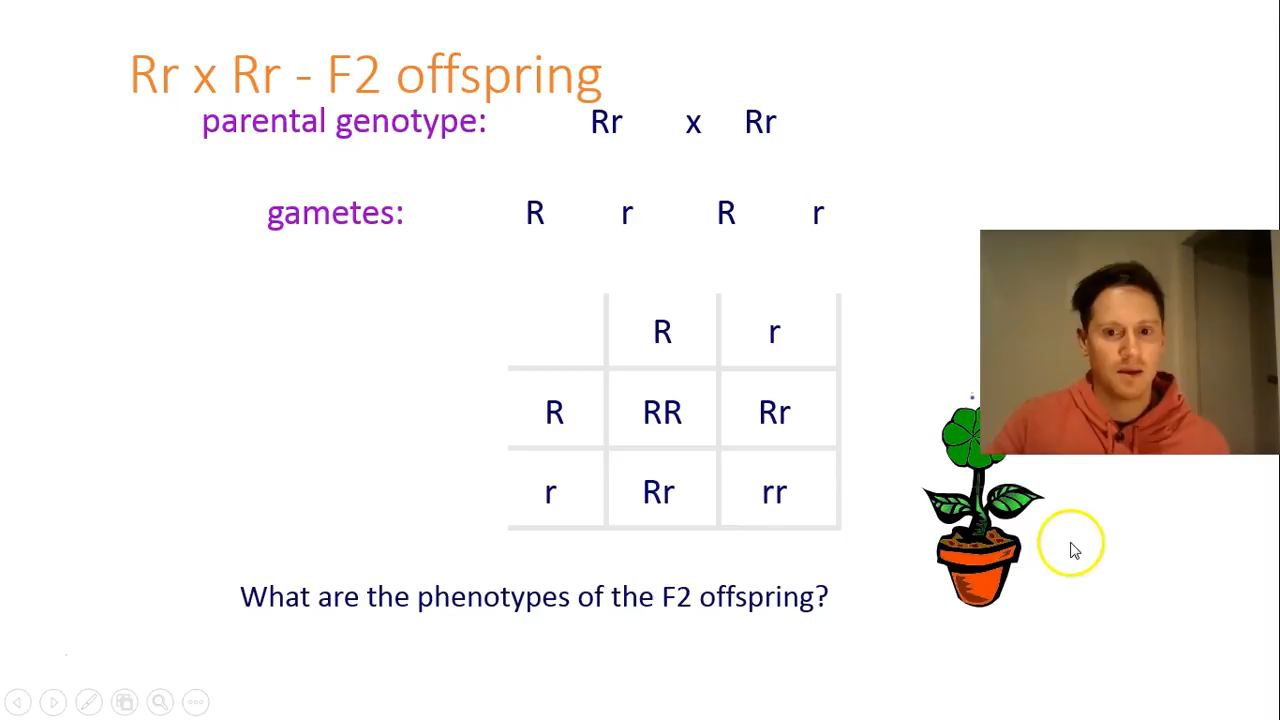 Rr x Rr - F2 offspring
parental genotype: Rr x Rr
gametes: R r R r
R r
R RR Rr
r Rr rr
What are the phenotypes of the F2 offspring?